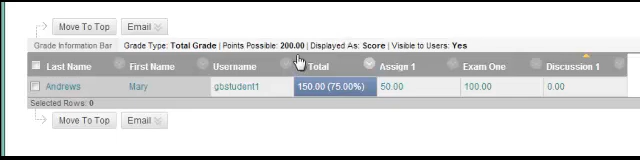 Move To Top Email
Grade Information Bar Grade Type: Total Grade | Points Possible: 200.00 | Displayed As: Score | Visible to Users: Yes
Last Name First Name Username Total Assign 1 Exam One Discussion 1
Andrews Mary gbstudent1 150.00 (75.00%) 50.00 100.00 0.00
Selected Rows: 0
Move To Top Email